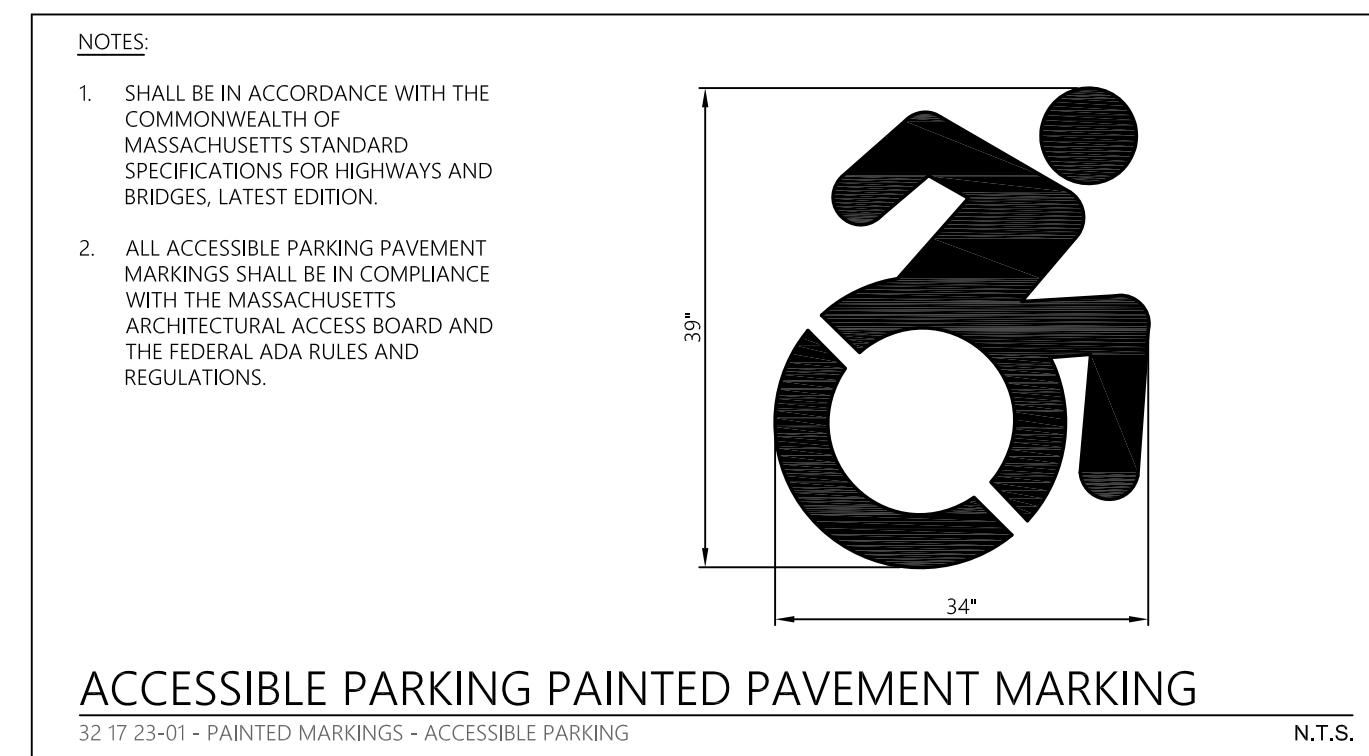 NOTES:
1. SHALL BE IN ACCORDANCE WITH THE
COMMONWEALTH OF
MASSACHUSETTS STANDARD
SPECIFICATIONS FOR HIGHWAYS AND
BRIDGES, LATEST EDITION.
2. ALL ACCESSIBLE PARKING PAVEMENT
MARKINGS SHALL BE IN COMPLIANCE
WITH THE MASSACHUSETTS
ARCHITECTURAL ACCESS BOARD AND
THE FEDERAL ADA RULES AND
REGULATIONS.
39"
34"
ACCESSIBLE PARKING PAINTED PAVEMENT MARKING
32 17 23-01 - PAINTED MARKINGS - ACCESSIBLE PARKING
N.T.S.